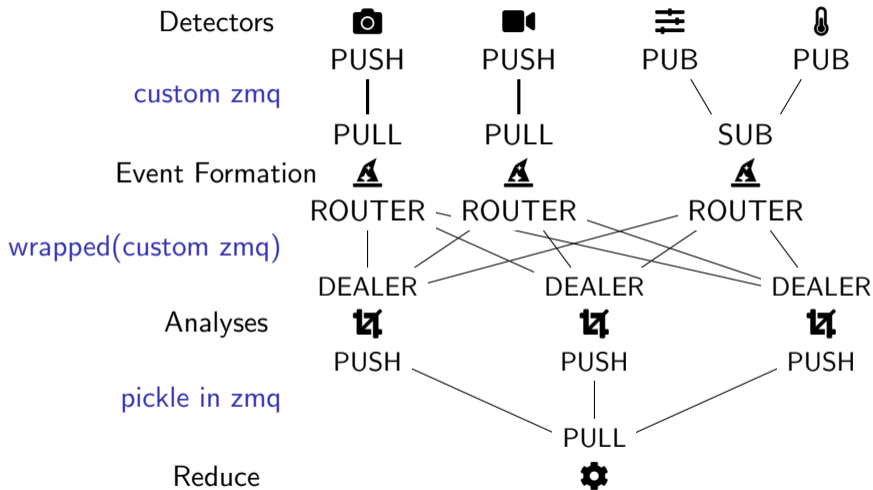 Detectors
PUSH PUSH PUB PUB
custom zmq
PULL PULL SUB
Event Formation
ROUTER ROUTER ROUTER
wrapped(custom zmq)
DEALER DEALER DEALER
Analyses
PUSH PUSH PUSH
pickle in zmq
PULL
Reduce